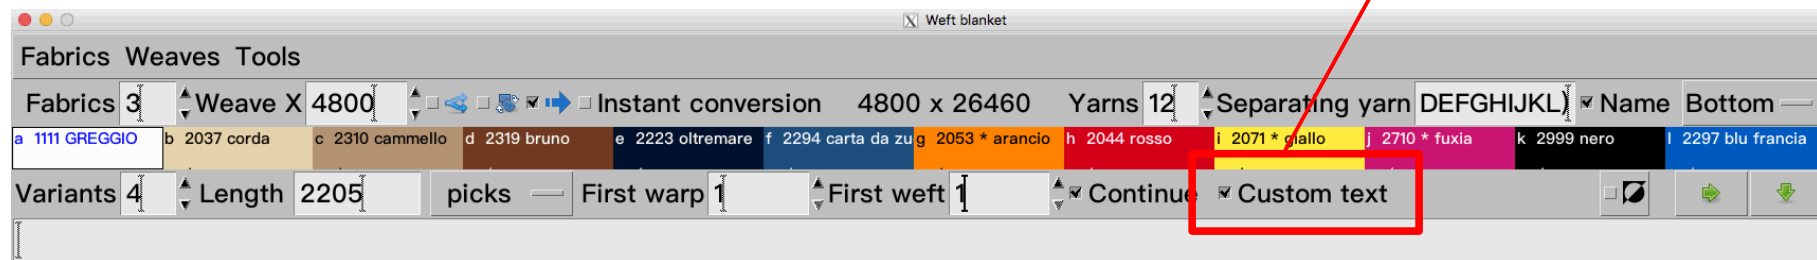 Weft blanket
Fabrics Weaves Tools
Fabrics 3 Weave X 4800 Instant conversion 4800 x 26460 Yarns 12 Separating yarn DEFGHIJKL) Name Bottom
a 1111 GREGGIO b 2037 corda c 2310 cammello d 2319 bruno e 2223 oltremare f 2294 carta da zu g 2053 * arancio h 2044 rosso i 2071 * giallo j 2710 * fuxia k 2999 nero l 2297 blu francia
Variants 4 Length 2205 picks First warp 1 First weft 1 Continue Custom text